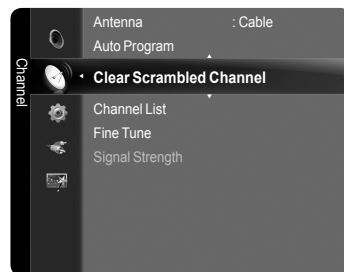 Channel
Antenna : Cable
Auto Program
Clear Scrambled Channel
Channel List
Fine Tune
Signal Strength